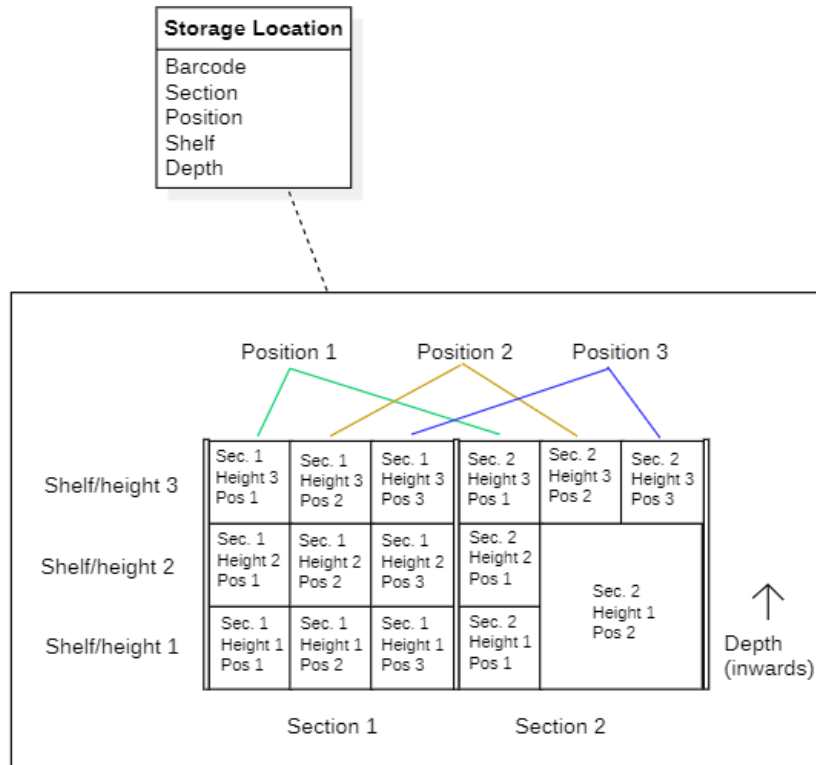 Storage Location
Barcode
Section
Position
Shelf
Depth
Position 1
Position 2
Position 3
Shelf/height 3
Sec. 1
Height 3
Pos 1
Sec. 1
Height 3
Pos 2
Sec. 1
Height 3
Pos 3
Sec. 2
Height 3
Pos 1
Sec. 2
Height 3
Pos 2
Sec. 2
Height 3
Pos 3
Shelf/height 2
Sec. 1
Height 2
Pos 1
Sec. 1
Height 2
Pos 2
Sec. 1
Height 2
Pos 3
Sec. 2
Height 2
Pos 1
Sec. 2
Height 1
Pos 2
Shelf/height 1
Sec. 1
Height 1
Pos 1
Sec. 1
Height 1
Pos 2
Sec. 1
Height 1
Pos 3
Sec. 2
Height 1
Pos 1
Depth
(inwards)
Section 1
Section 2